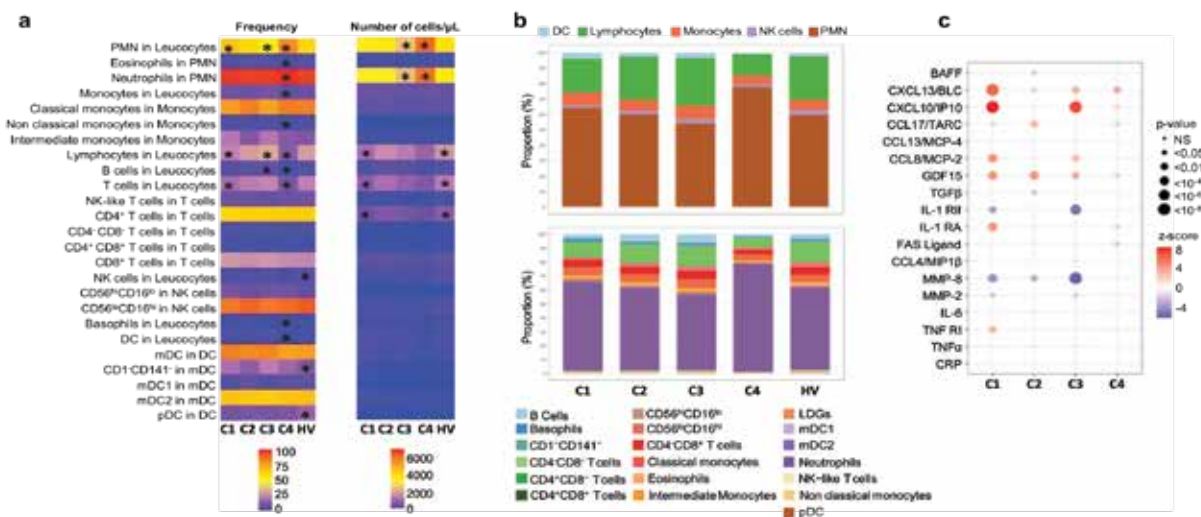 a
Frequency
Number of cells/µL
PMN in Leucocytes
Eosinophils in PMN
Neutrophils in PMN
Monocytes in Leucocytes
Classical monocytes in Monocytes
Non classical monocytes in Monocytes
Intermediate monocytes in Monocytes
Lymphocytes in Leucocytes
B cells in Leucocytes
T cells in Leucocytes
NK-like T cells in T cells
CD4⁺ T cells in T cells
CD4⁻ CD8⁻ T cells in T cells
CD4⁺ CD8⁺ T cells in T cells
CD8⁺ T cells in T cells
NK cells in Leucocytes
CD56ʰⁱCD16ˡᵒ in NK cells
CD56ˡᵒCD16ʰⁱ in NK cells
Basophils in Leucocytes
DC in Leucocytes
mDC in DC
CD1⁻CD141⁻ in mDC
mDC1 in mDC
mDC2 in mDC
pDC in DC
C1 C2 C3 C4 HV
C1 C2 C3 C4 HV
100
75
50
25
0
6000
4000
2000
0
b
DC Lymphocytes Monocytes NK cells PMN
Proportion (%)
Proportion (%)
C1 C2 C3 C4 HV
B Cells
Basophils
CD1⁻CD141⁻
CD4⁻CD8⁻ T cells
CD4⁺CD8⁻ T cells
CD4⁺CD8⁺ T cells
CD56ʰⁱCD16ˡᵒ
CD56ˡᵒCD16ʰⁱ
CD4⁻CD8⁺ T cells
Classical monocytes
Eosinophils
Intermediate Monocytes
LDGs
mDC1
mDC2
Neutrophils
NK-like T cells
Non classical monocytes
pDC
c
BAFF
CXCL13/BLC
CXCL10/IP10
CCL17/TARC
CCL13/MCP-4
CCL8/MCP-2
GDF15
TGFβ
IL-1 RII
IL-1 RA
FAS Ligand
CCL4/MIP1β
MMP-8
MMP-2
IL-6
TNF RI
TNFα
CRP
C1 C2 C3 C4
p-value
NS
<0.05
<0.01
z-score
8
4
0
-4